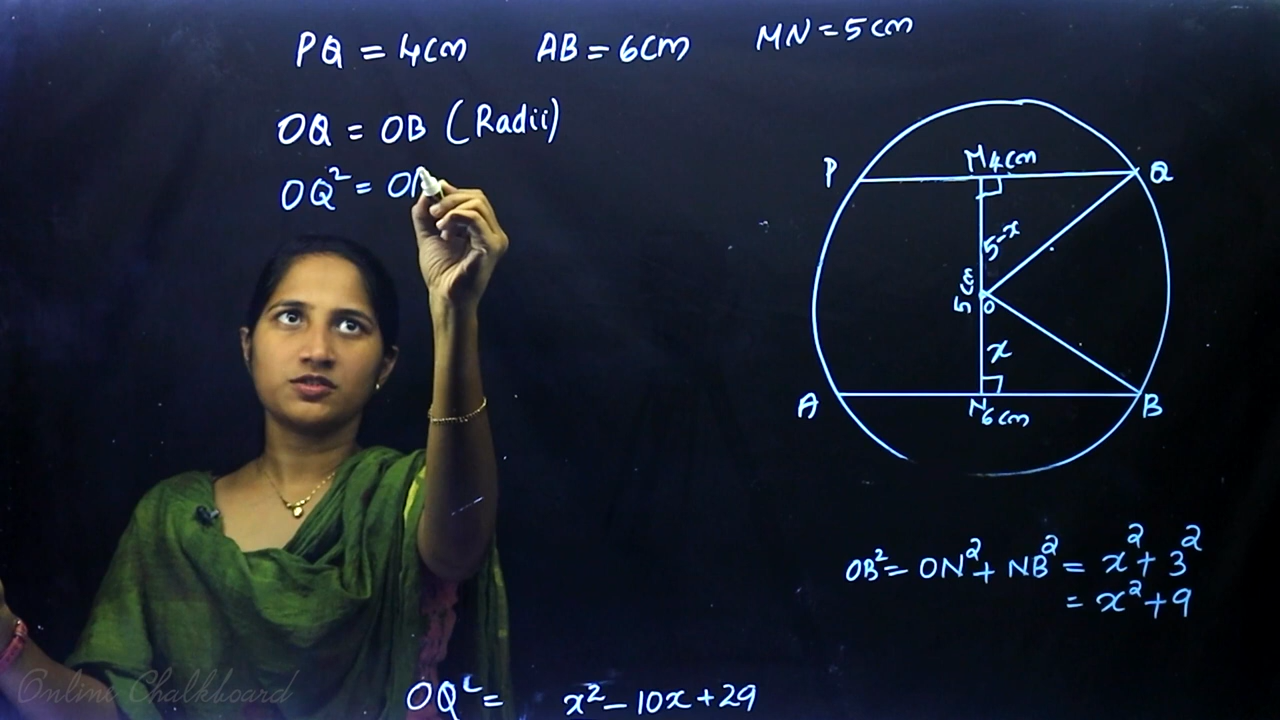 PQ = 4cm AB = 6cm MN = 5cm
OQ = OB (Radii)
OQ² = O
P M 4cm Q
5-x
5cm
O
x
A N 6cm B
OB² = ON² + NB² = x² + 3²
= x² + 9
OQ² = x² - 10x + 29
Online Chalkboard